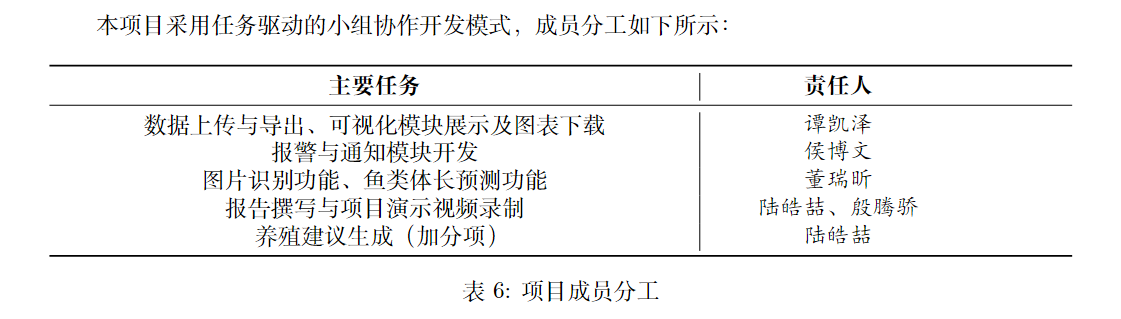 本项目采用任务驱动的小组协作开发模式，成员分工如下所示：
主要任务 责任人
数据上传与导出、可视化模块展示及图表下载 谭凯泽
报警与通知模块开发 侯博文
图片识别功能、鱼类体长预测功能 董瑞昕
报告撰写与项目演示视频录制 陆皓喆、殷腾骄
养殖建议生成（加分项） 陆皓喆
表 6: 项目成员分工